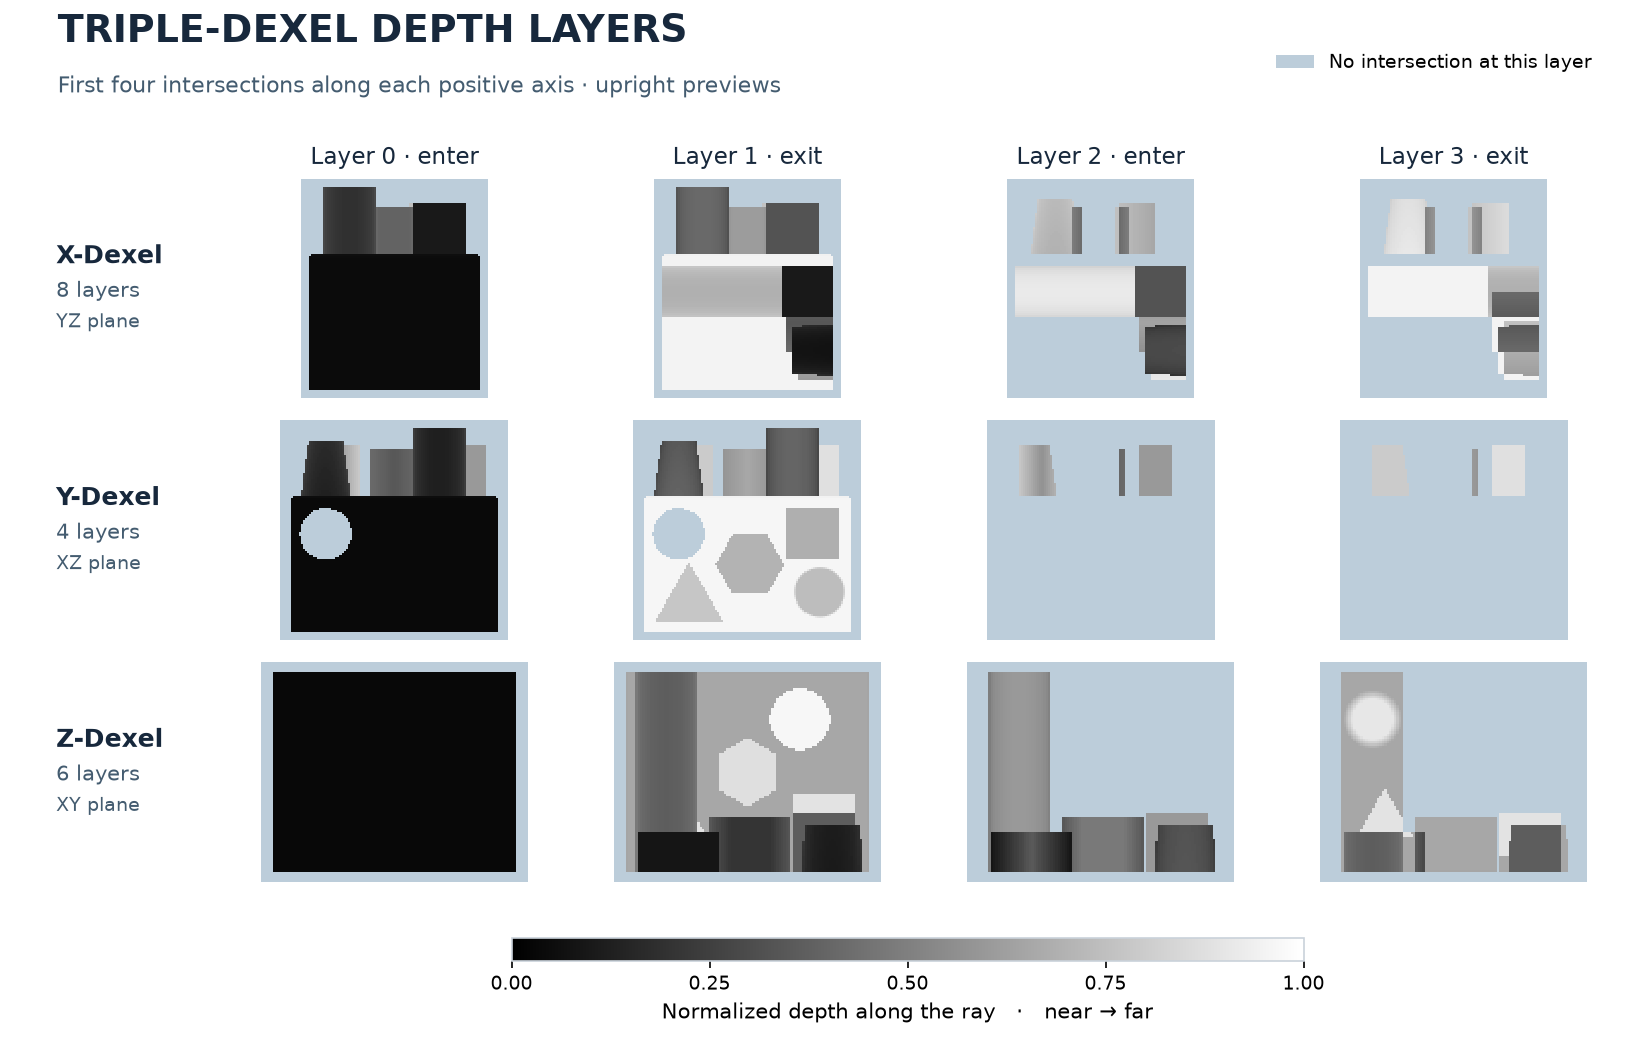 TRIPLE-DEXEL DEPTH LAYERS
First four intersections along each positive axis · upright previews
No intersection at this layer
Layer 0 · enter
Layer 1 · exit
Layer 2 · enter
Layer 3 · exit
X-Dexel
8 layers
YZ plane
Y-Dexel
4 layers
XZ plane
Z-Dexel
6 layers
XY plane
0.00
0.25
0.50
0.75
1.00
Normalized depth along the ray · near → far